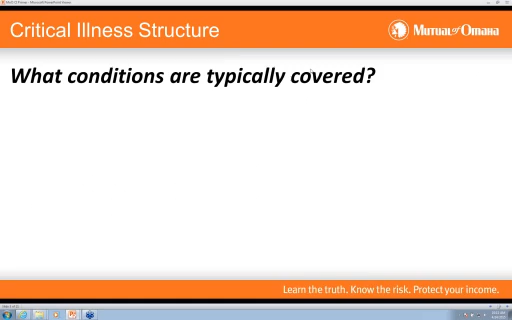 Critical Illness Structure
Mutual of Omaha
What conditions are typically covered?
Learn the truth. Know the risk. Protect your income.